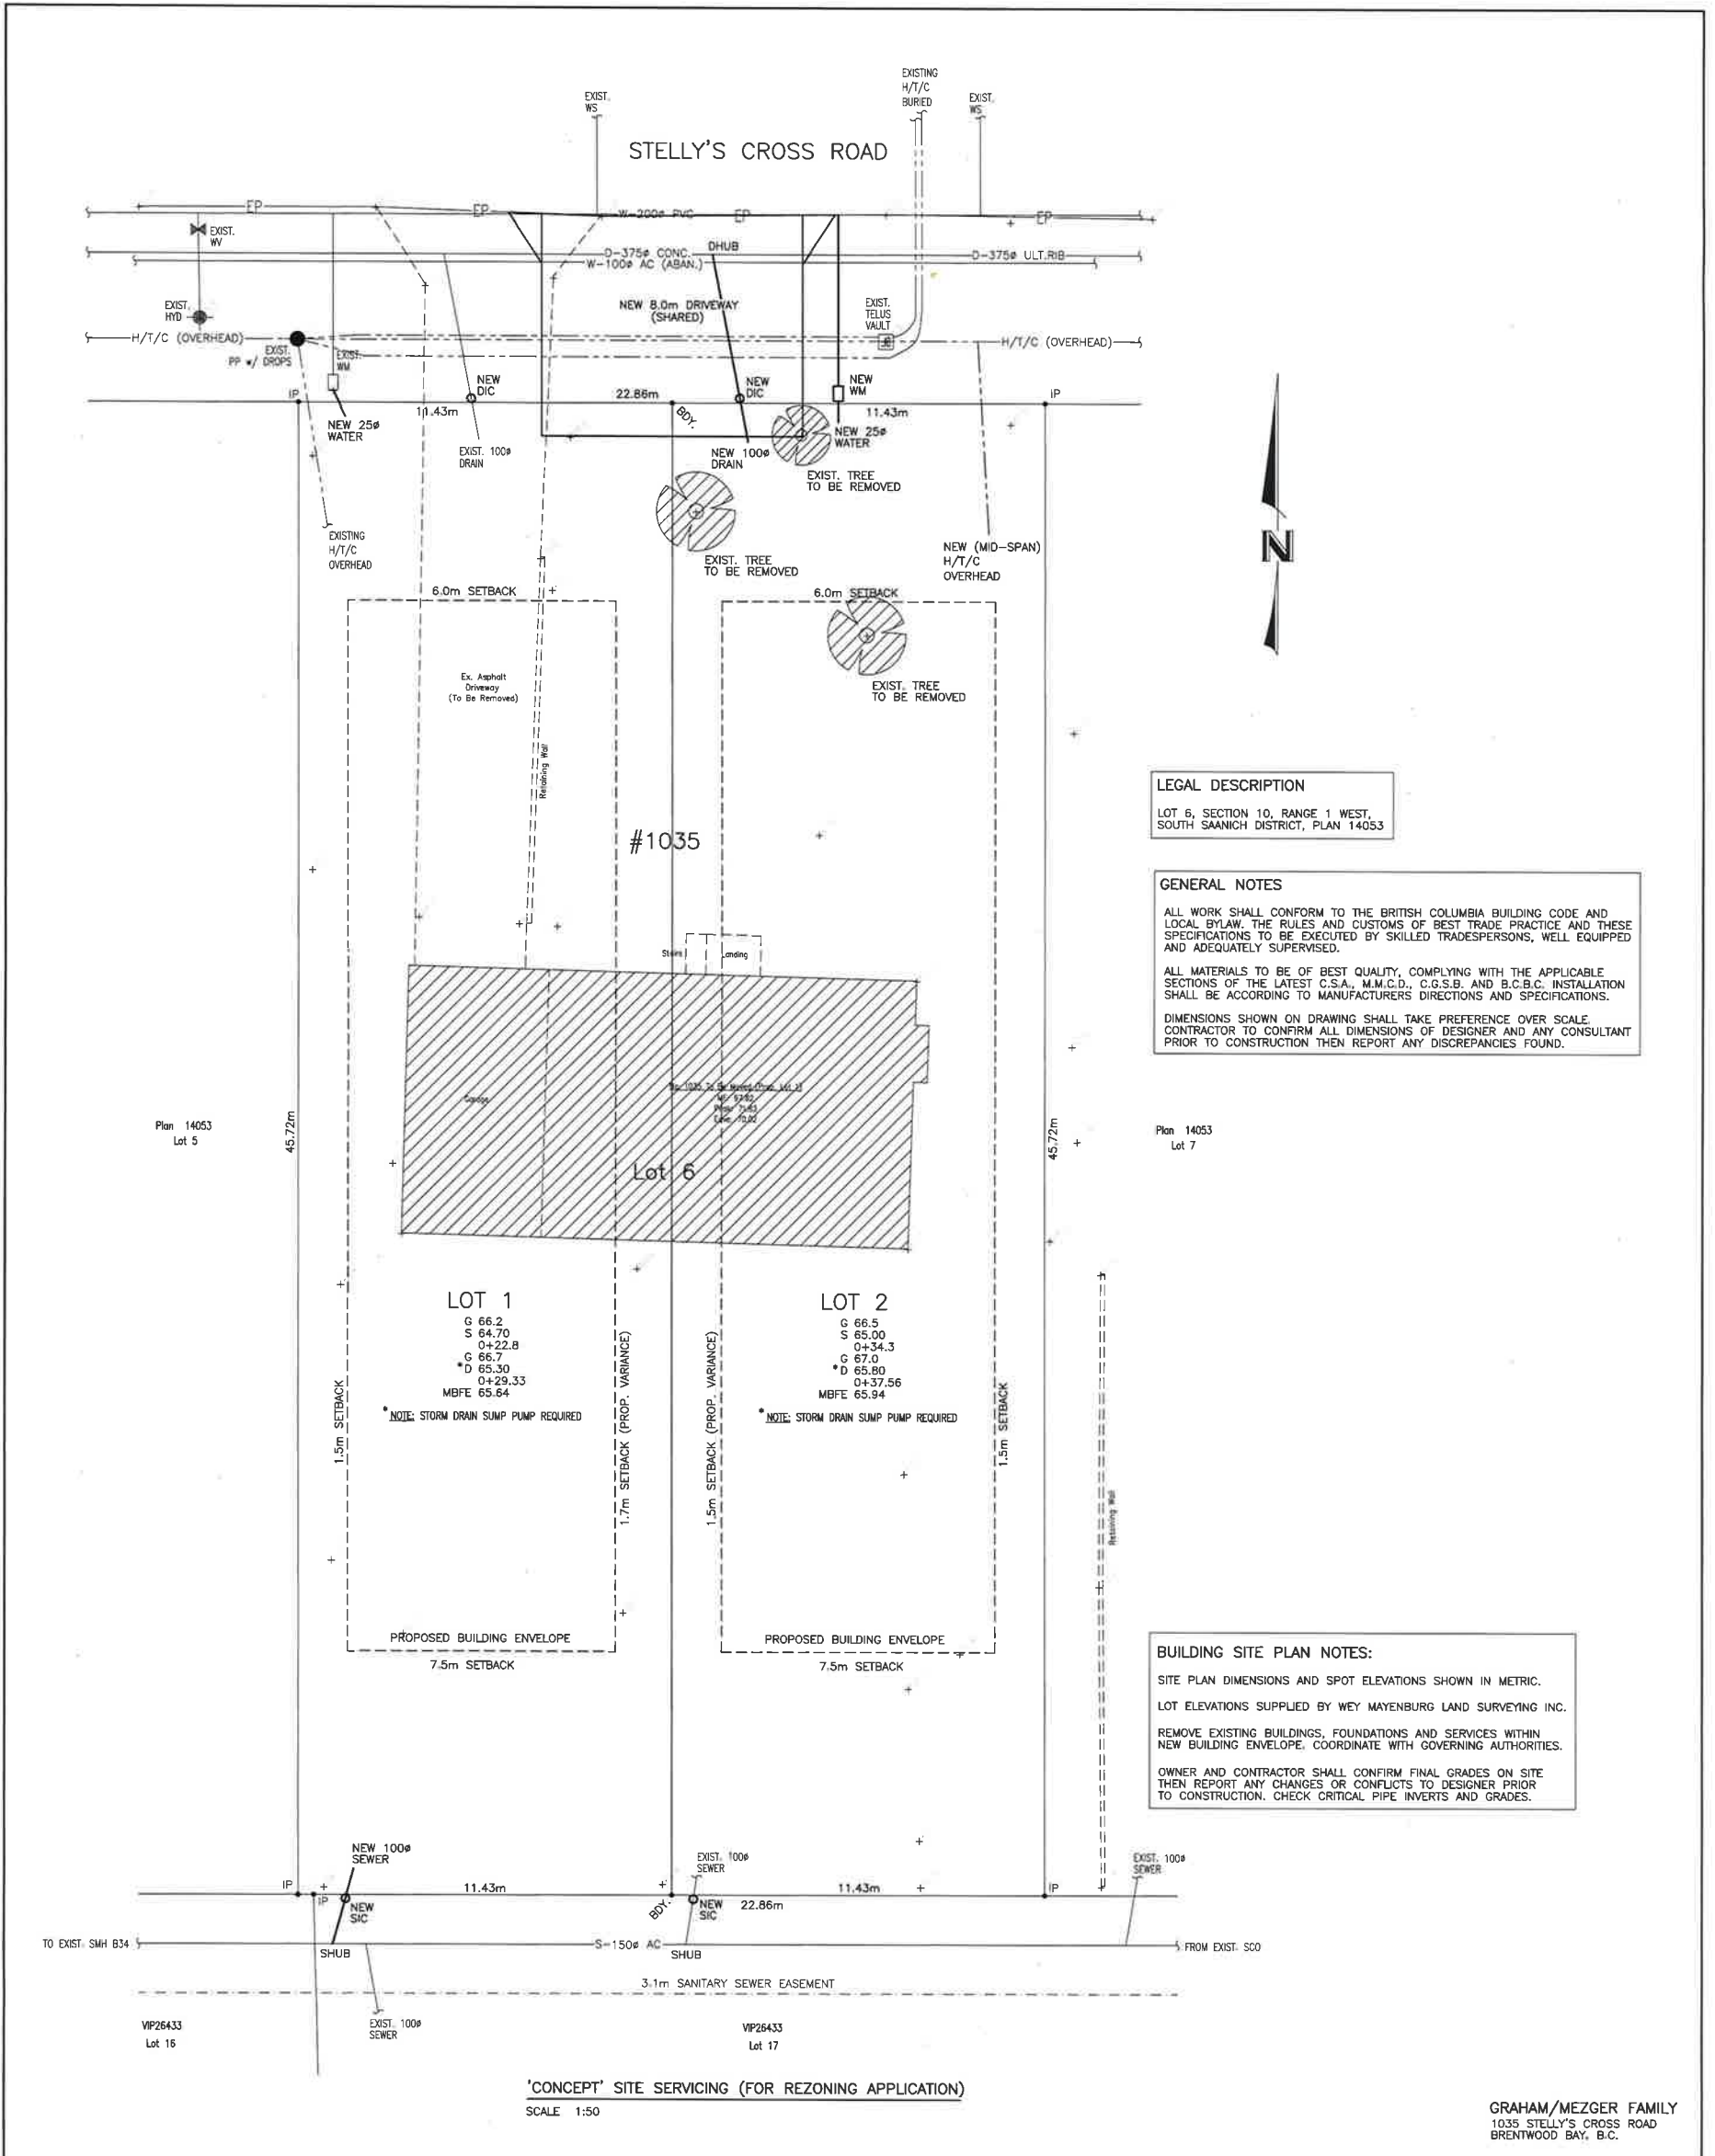 EXISTING
H/T/C
BURIED
EXIST.
WS
EXIST.
WS
STELLY'S CROSS ROAD
EP
EP
W-200ø PVC
EP
EP
EXIST.
WV
D-375ø CONC.
DHUB
D-375ø ULT.RIB
W-100ø AC (ABAN.)
EXIST.
HYD
NEW 8.0m DRIVEWAY
(SHARED)
EXIST.
TELUS
VAULT
H/T/C (OVERHEAD)
H/T/C (OVERHEAD)
EXIST.
PP w/ DROPS
EXIST.
WM
NEW
DIC
NEW
DIC
NEW
WM
IP
11.43m
22.86m
BDY.
11.43m
IP
NEW 25ø
WATER
EXIST. 100ø
DRAIN
NEW 100ø
DRAIN
NEW 25ø
WATER
EXIST. TREE
TO BE REMOVED
EXISTING
H/T/C
OVERHEAD
EXIST. TREE
TO BE REMOVED
NEW (MID-SPAN)
H/T/C
OVERHEAD
N
6.0m SETBACK
6.0m SETBACK
EXIST. TREE
TO BE REMOVED
Ex. Asphalt
Driveway
(To Be Removed)
Retaining Wall
#1035
LEGAL DESCRIPTION
LOT 6, SECTION 10, RANGE 1 WEST,
SOUTH SAANICH DISTRICT, PLAN 14053
GENERAL NOTES
ALL WORK SHALL CONFORM TO THE BRITISH COLUMBIA BUILDING CODE AND
LOCAL BYLAW. THE RULES AND CUSTOMS OF BEST TRADE PRACTICE AND THESE
SPECIFICATIONS TO BE EXECUTED BY SKILLED TRADESPERSONS, WELL EQUIPPED
AND ADEQUATELY SUPERVISED.
ALL MATERIALS TO BE OF BEST QUALITY, COMPLYING WITH THE APPLICABLE
SECTIONS OF THE LATEST C.S.A., M.M.C.D., C.G.S.B. AND B.C.B.C. INSTALLATION
SHALL BE ACCORDING TO MANUFACTURERS DIRECTIONS AND SPECIFICATIONS.
DIMENSIONS SHOWN ON DRAWING SHALL TAKE PREFERENCE OVER SCALE.
CONTRACTOR TO CONFIRM ALL DIMENSIONS OF DESIGNER AND ANY CONSULTANT
PRIOR TO CONSTRUCTION THEN REPORT ANY DISCREPANCIES FOUND.
Stairs
Landing
Garage
Lot 6
Plan 14053
Lot 5
45.72m
45.72m
Plan 14053
Lot 7
LOT 1
G 66.2
S 64.70
0+22.8
G 66.7
*D 65.30
0+29.33
MBFE 65.64
* NOTE: STORM DRAIN SUMP PUMP REQUIRED
LOT 2
G 66.5
S 65.00
0+34.3
G 67.0
*D 65.80
0+37.56
MBFE 65.94
* NOTE: STORM DRAIN SUMP PUMP REQUIRED
1.5m SETBACK
1.7m SETBACK (PROP. VARIANCE)
1.5m SETBACK (PROP. VARIANCE)
1.5m SETBACK
Retaining Wall
PROPOSED BUILDING ENVELOPE
7.5m SETBACK
PROPOSED BUILDING ENVELOPE
7.5m SETBACK
BUILDING SITE PLAN NOTES:
SITE PLAN DIMENSIONS AND SPOT ELEVATIONS SHOWN IN METRIC.
LOT ELEVATIONS SUPPLIED BY WEY MAYENBURG LAND SURVEYING INC.
REMOVE EXISTING BUILDINGS, FOUNDATIONS AND SERVICES WITHIN
NEW BUILDING ENVELOPE. COORDINATE WITH GOVERNING AUTHORITIES.
OWNER AND CONTRACTOR SHALL CONFIRM FINAL GRADES ON SITE
THEN REPORT ANY CHANGES OR CONFLICTS TO DESIGNER PRIOR
TO CONSTRUCTION. CHECK CRITICAL PIPE INVERTS AND GRADES.
NEW 100ø
SEWER
EXIST. 100ø
SEWER
EXIST. 100ø
SEWER
IP
IP
NEW
SIC
11.43m
BDY.
NEW
SIC
22.86m
11.43m
IP
TO EXIST. SMH B34
SHUB
S-150ø AC
SHUB
FROM EXIST. SCO
3.1m SANITARY SEWER EASEMENT
VIP26433
Lot 16
EXIST. 100ø
SEWER
VIP26433
Lot 17
'CONCEPT' SITE SERVICING (FOR REZONING APPLICATION)
SCALE 1:50
GRAHAM/MEZGER FAMILY
1035 STELLY'S CROSS ROAD
BRENTWOOD BAY, B.C.